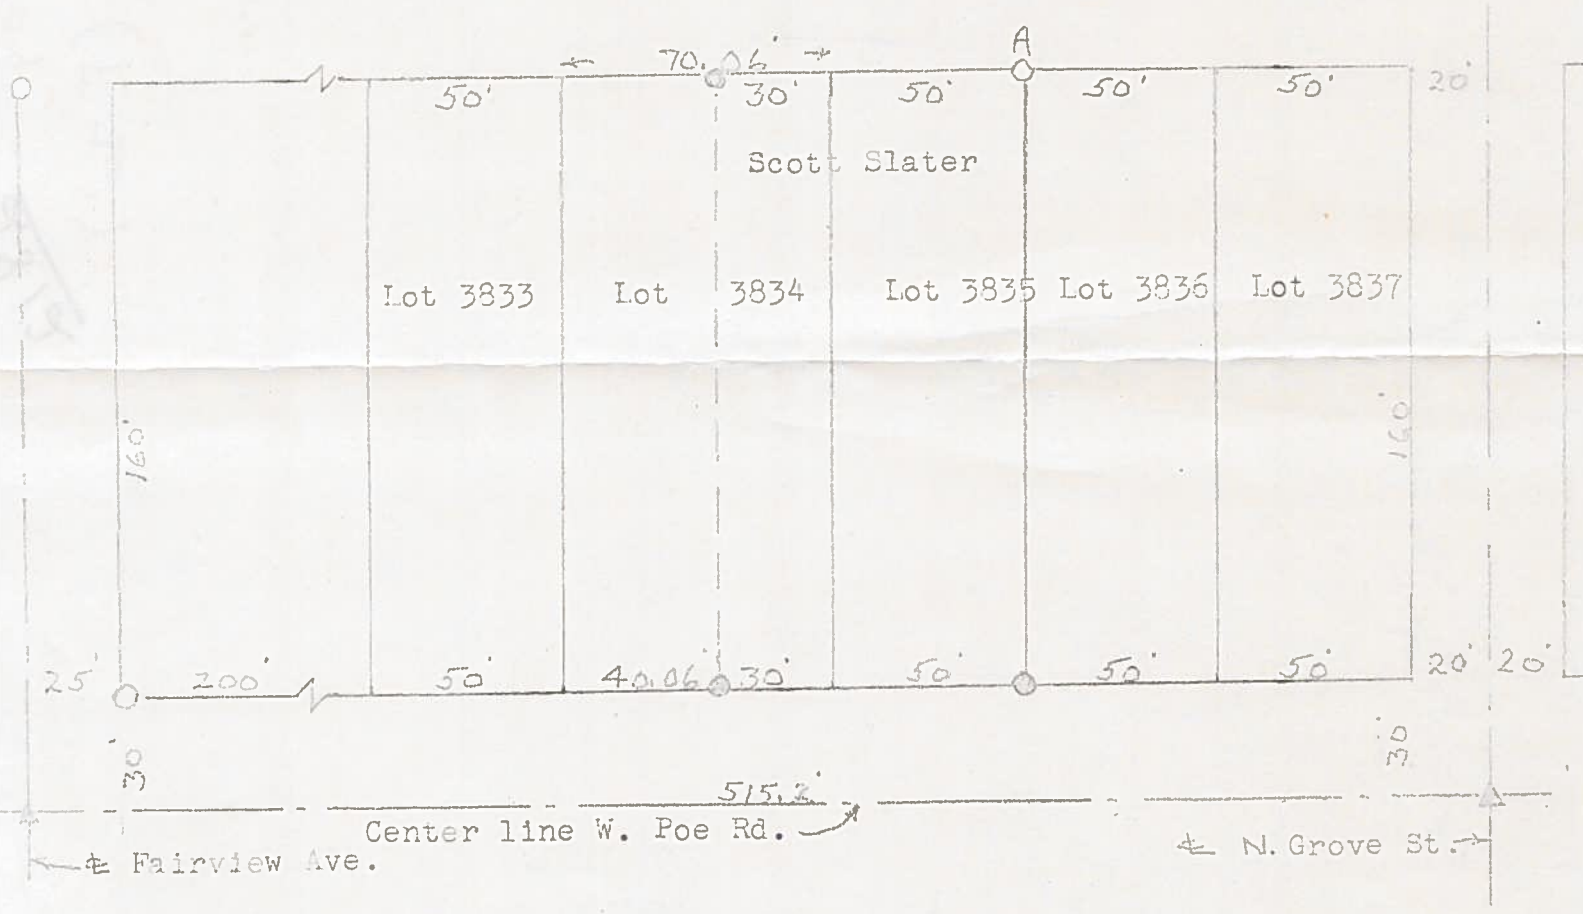 A
70.06'
50' 30' 50' 50' 50' 20'
Scott Slater
Lot 3833 Lot 3834 Lot 3835 Lot 3836 Lot 3837
160' 160'
25' 200' 50' 40.06' 30' 50' 50' 50' 20' 20'
30' 30'
515.2'
Center line W. Poe Rd.
℄ Fairview Ave. ℄ N. Grove St.